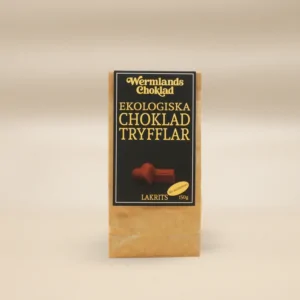 Wermlands
Choklad
EKOLOGISKA
CHOKLAD
TRYFFLAR
LAKRITS